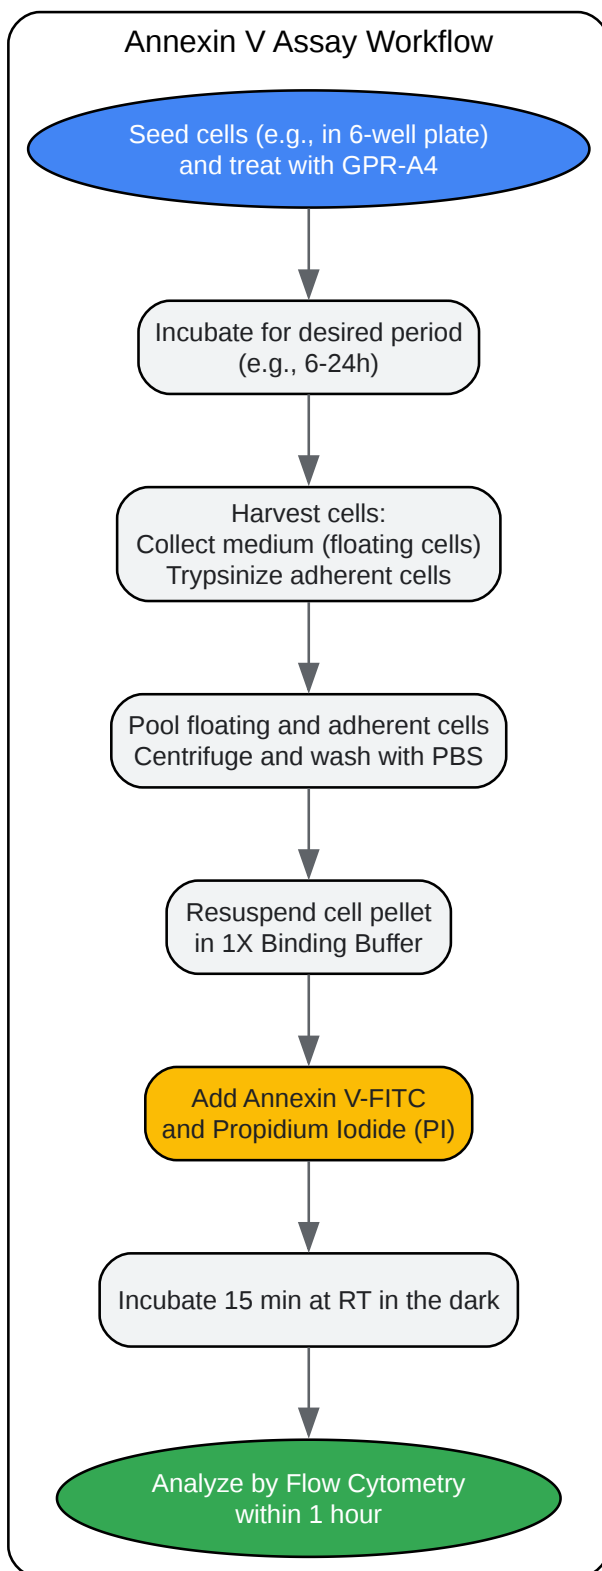 Annexin V Assay Workflow
Seed cells (e.g., in 6-well plate)
and treat with GPR-A4
Incubate for desired period
(e.g., 6-24h)
Harvest cells:
Collect medium (floating cells)
Trypsinize adherent cells
Pool floating and adherent cells
Centrifuge and wash with PBS
Resuspend cell pellet
in 1X Binding Buffer
Add Annexin V-FITC
and Propidium Iodide (PI)
Incubate 15 min at RT in the dark
Analyze by Flow Cytometry
within 1 hour